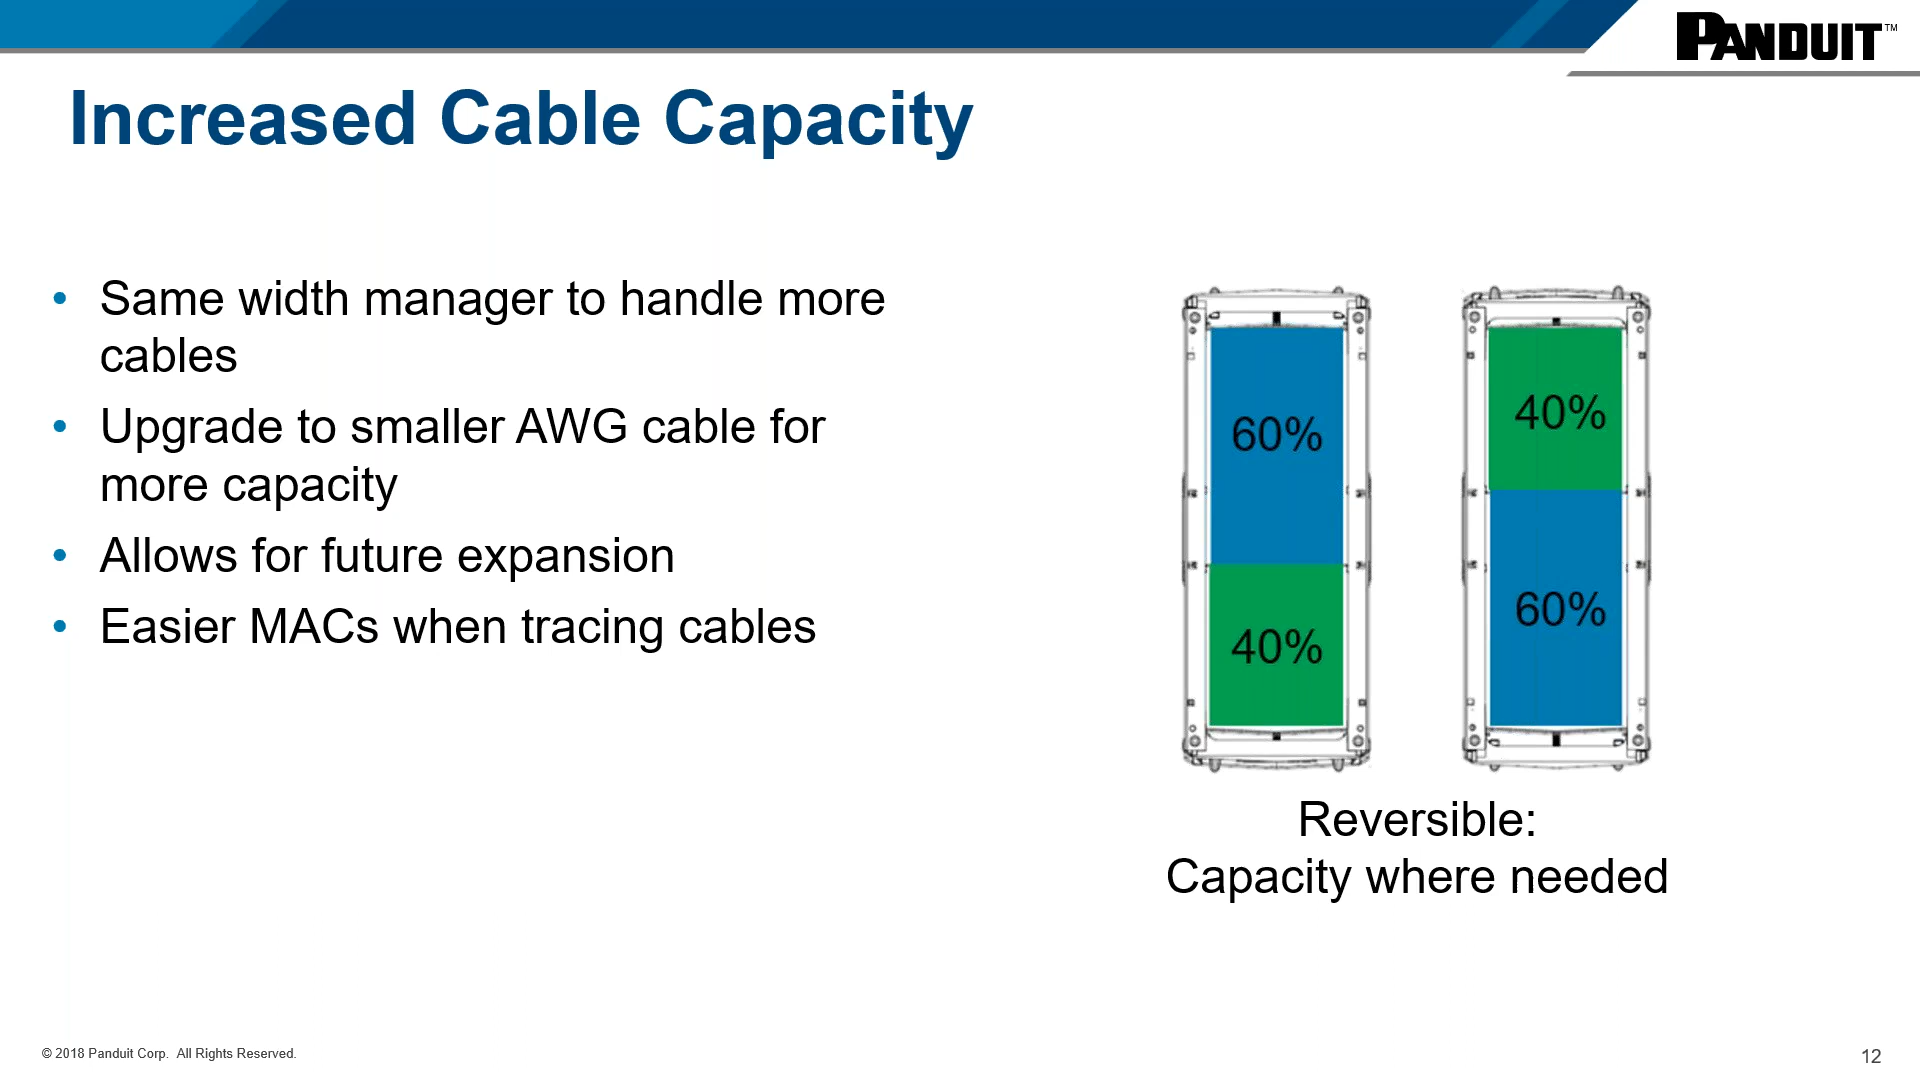 PANDUIT™
Increased Cable Capacity
• Same width manager to handle more
cables
• Upgrade to smaller AWG cable for
more capacity
• Allows for future expansion
• Easier MACs when tracing cables
60%
40%
40%
60%
Reversible:
Capacity where needed
© 2018 Panduit Corp. All Rights Reserved.
12